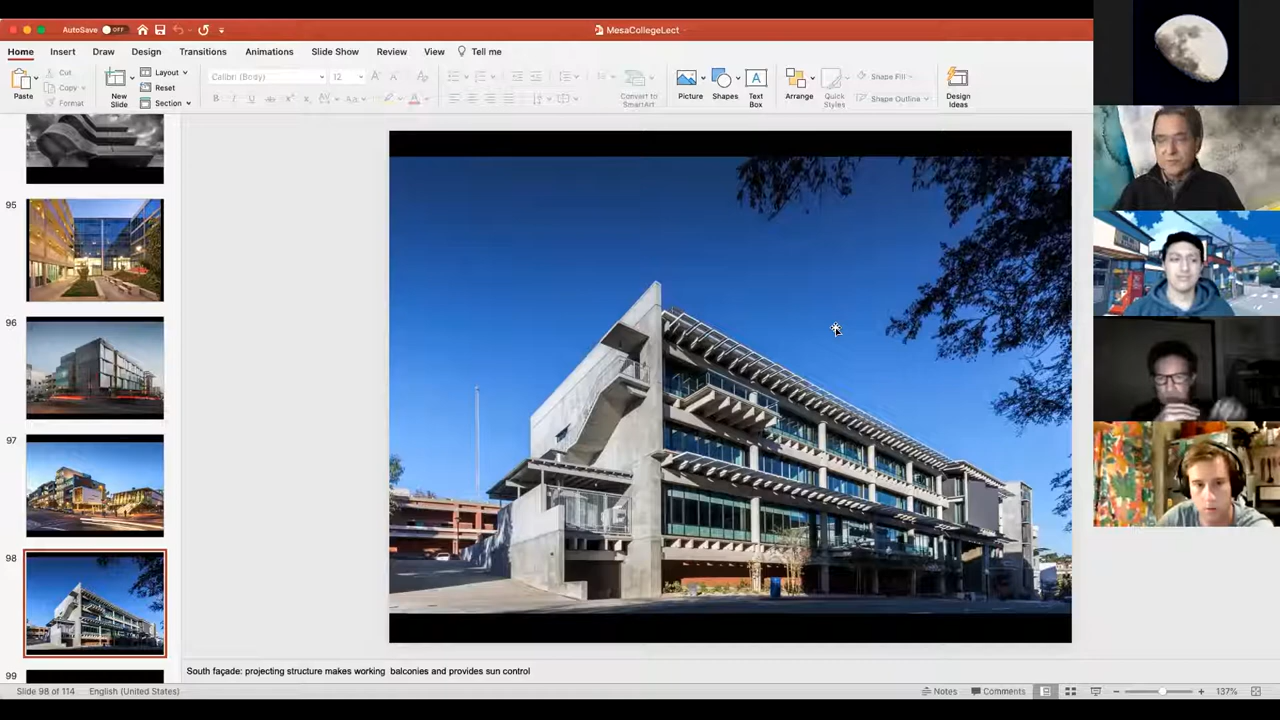 AutoSave OFF
MesaCollegeLect
Home Insert Draw Design Transitions Animations Slide Show Review View Tell me
Paste
Cut
Copy
Format
New Slide
Layout
Reset
Section
Calibri (Body) 12
Convert to SmartArt
Picture
Shapes
Text Box
Arrange
Quick Styles
Shape Fill
Shape Outline
Design Ideas
95
96
97
98
99
South façade: projecting structure makes working balconies and provides sun control
Slide 98 of 114 English (United States) Notes Comments 137%